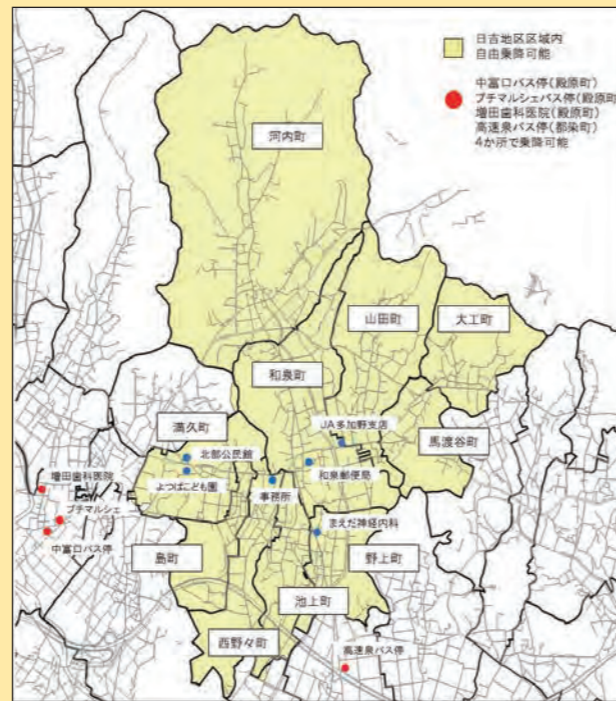 日吉地区区域内
自由乗降可能
中富口バス停(殿原町)
プチマルシェバス停(殿原町)
増田歯科医院(殿原町)
高速泉バス停(都染町)
4か所で乗降可能
河内町
山田町
大工町
和泉町
満久町
JA多加野支店
馬渡谷町
北部公民館
増田歯科医院
よつばこども園
事務所
和泉郵便局
プチマルシェ
まえだ神経内科
中富口バス停
島町
野上町
池上町
西野々町
高速泉バス停